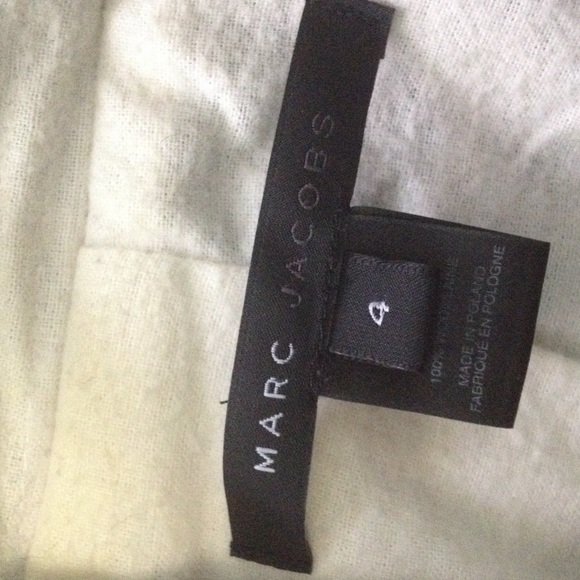 MARC JACOBS
4
100%
MADE IN POLAND
FABRIQUÉ EN POLOGNE